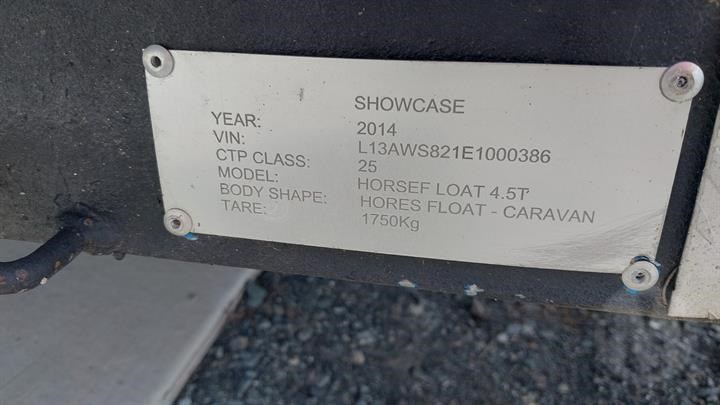 SHOWCASE
YEAR: 2014
VIN: L13AWS821E1000386
CTP CLASS: 25
MODEL: HORSEF LOAT 4.5T
BODY SHAPE: HORES FLOAT - CARAVAN
TARE: 1750Kg